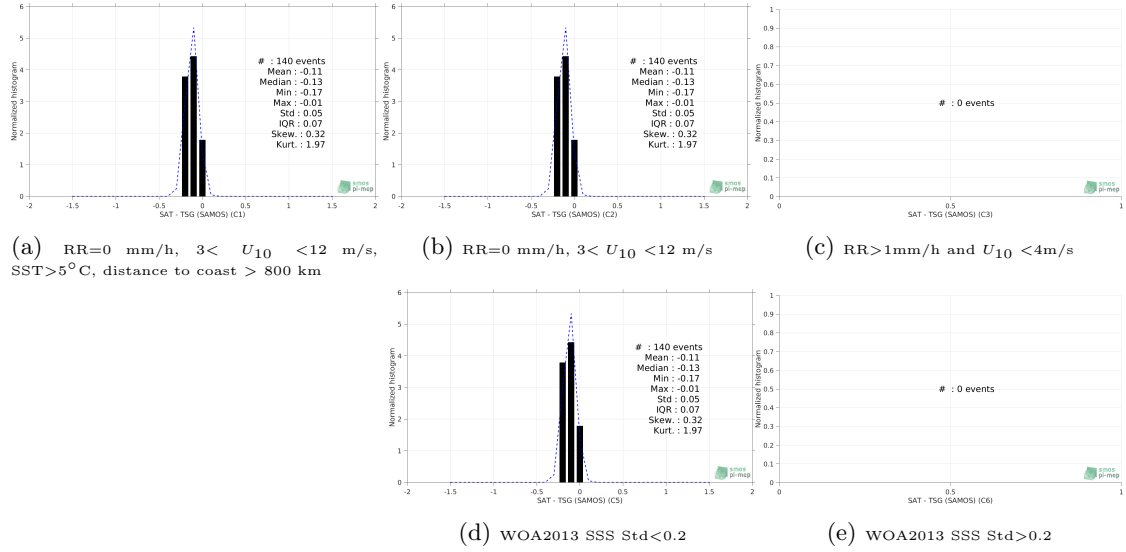 6
5
4
3
2
1
0
Normalized histogram
# : 140 events
Mean : -0.11
Median : -0.13
Min : -0.17
Max : -0.01
Std : 0.05
IQR : 0.07
Skew. : 0.32
Kurt. : 1.97
smos
pi-mep
-2 -1.5 -1 -0.5 0 0.5 1 1.5 2
SAT - TSG (SAMOS) (C1)
(a) RR=0 mm/h, 3< U10 <12 m/s,
SST>5°C, distance to coast > 800 km
6
5
4
3
2
1
0
Normalized histogram
# : 140 events
Mean : -0.11
Median : -0.13
Min : -0.17
Max : -0.01
Std : 0.05
IQR : 0.07
Skew. : 0.32
Kurt. : 1.97
smos
pi-mep
-2 -1.5 -1 -0.5 0 0.5 1 1.5 2
SAT - TSG (SAMOS) (C2)
(b) RR=0 mm/h, 3< U10 <12 m/s
1
0.9
0.8
0.7
0.6
0.5
0.4
0.3
0.2
0.1
0
Normalized histogram
# : 0 events
smos
pi-mep
0 0.5 1
SAT - TSG (SAMOS) (C3)
(c) RR>1mm/h and U10 <4m/s
6
5
4
3
2
1
0
Normalized histogram
# : 140 events
Mean : -0.11
Median : -0.13
Min : -0.17
Max : -0.01
Std : 0.05
IQR : 0.07
Skew. : 0.32
Kurt. : 1.97
smos
pi-mep
-2 -1.5 -1 -0.5 0 0.5 1 1.5 2
SAT - TSG (SAMOS) (C5)
(d) WOA2013 SSS Std<0.2
1
0.9
0.8
0.7
0.6
0.5
0.4
0.3
0.2
0.1
0
Normalized histogram
# : 0 events
smos
pi-mep
0 0.5 1
SAT - TSG (SAMOS) (C6)
(e) WOA2013 SSS Std>0.2